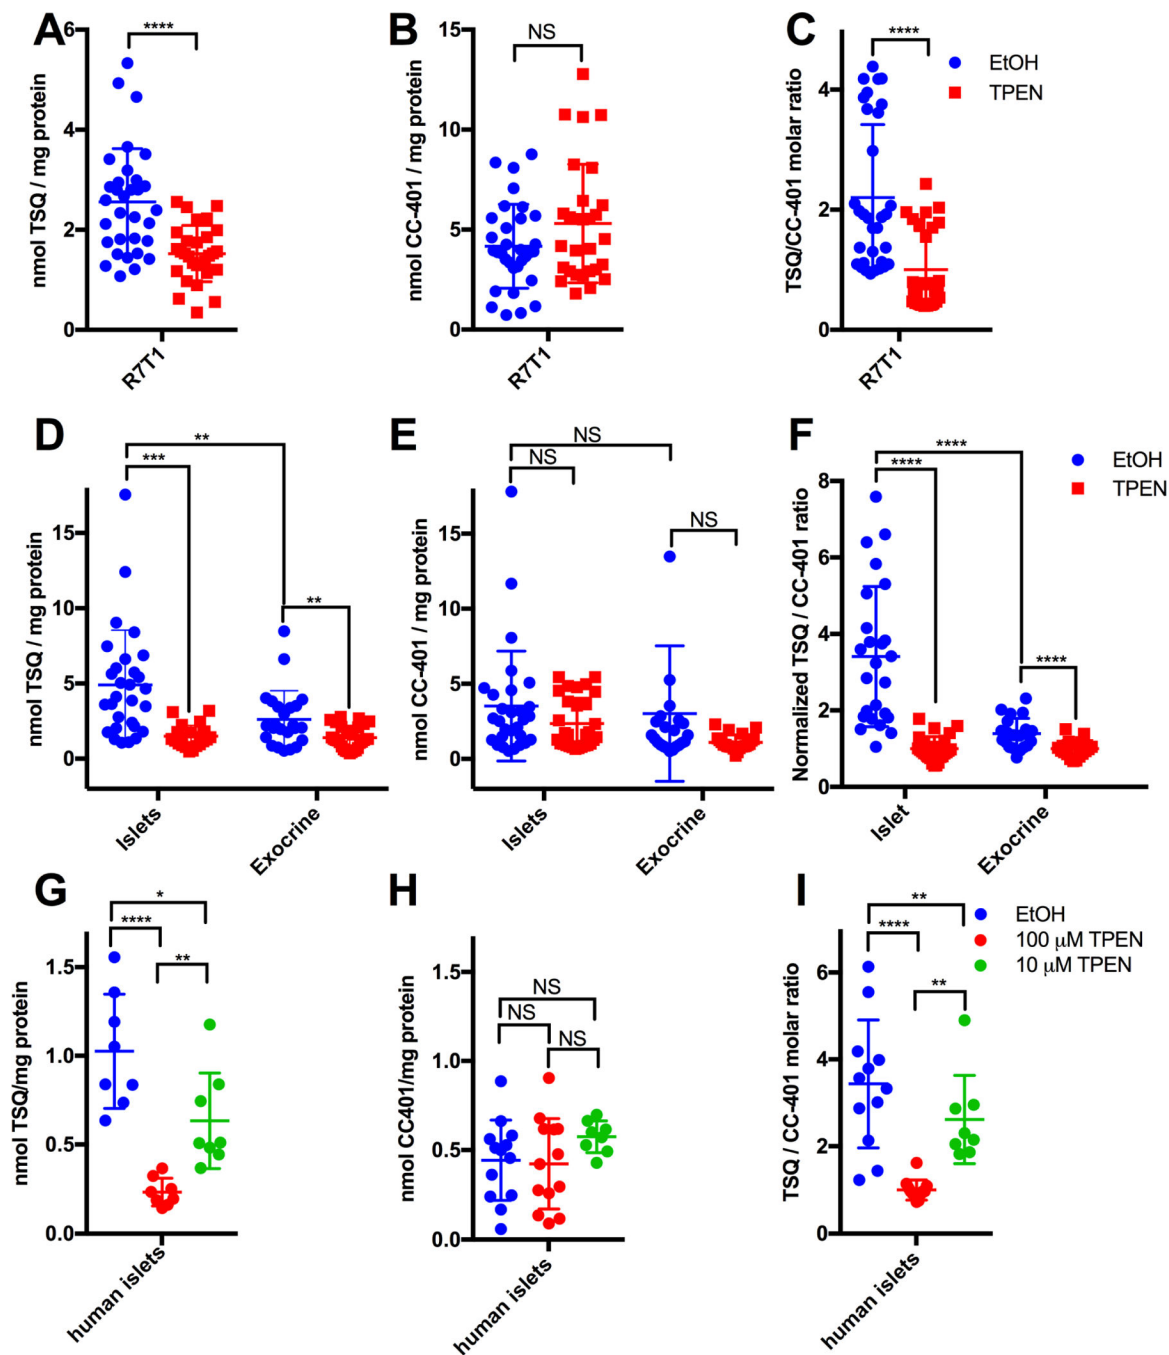 A
B
C
****
NS
****
EtOH
TPEN
nmol TSQ / mg protein
6
4
2
0
R7T1
nmol CC-401 / mg protein
15
10
5
0
R7T1
TSQ/CC-401 molar ratio
4
2
0
R7T1
D
E
F
**
***
**
NS
NS
NS
****
****
****
EtOH
TPEN
nmol TSQ / mg protein
15
10
5
0
Islets
Exocrine
nmol CC-401 / mg protein
15
10
5
0
Islets
Exocrine
Normalized TSQ / CC-401 ratio
8
6
4
2
0
Islet
Exocrine
G
H
I
*
****
**
NS
NS
NS
**
****
**
EtOH
100 μM TPEN
10 μM TPEN
nmol TSQ/mg protein
1.5
1.0
0.5
0.0
human islets
nmol CC401/mg protein
1.5
1.0
0.5
0.0
human islets
TSQ / CC-401 molar ratio
6
4
2
0
human islets